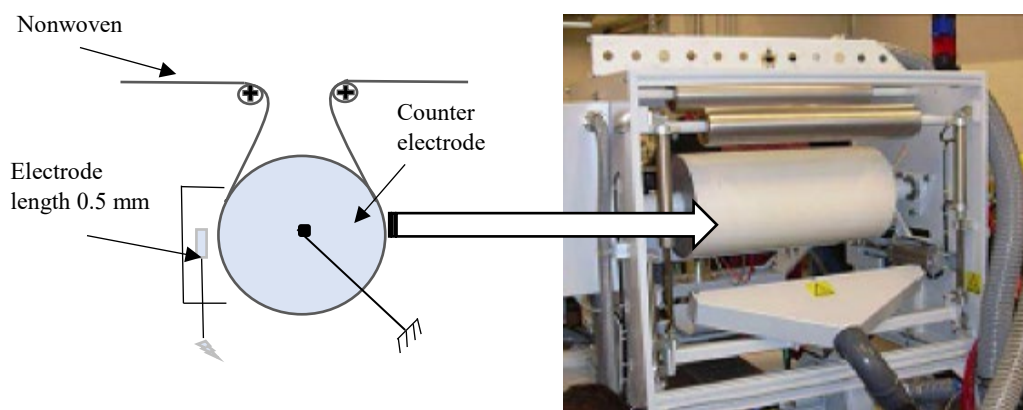 Nonwoven
Counter
electrode
Electrode
length 0.5 mm